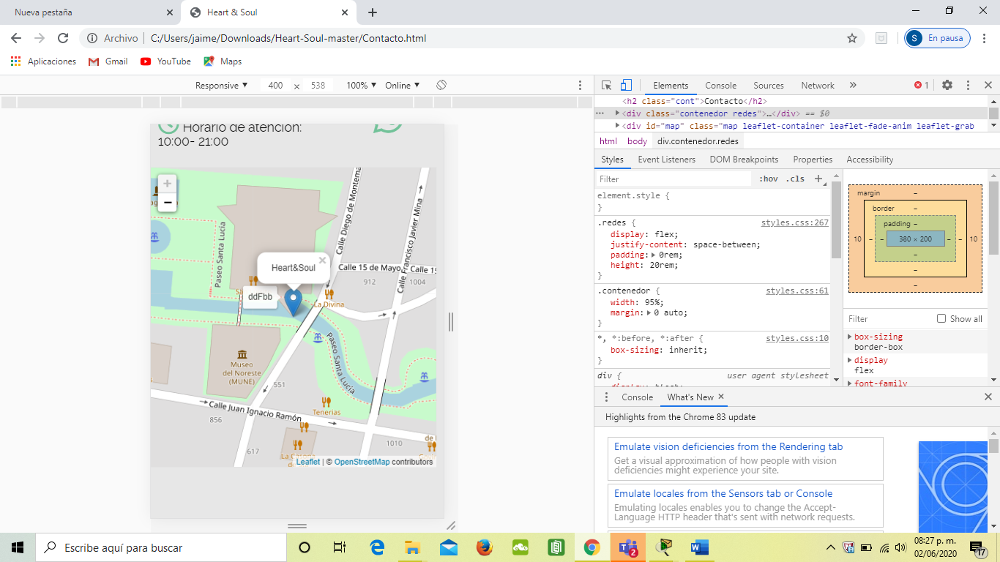 Nueva pestaña
Heart & Soul
Archivo
C:/Users/jaime/Downloads/Heart-Soul-master/Contacto.html
S
En pausa
Aplicaciones
Gmail
YouTube
Maps
Responsive ▼
400 × 538
100% ▼
Online ▼
Elements
Console
Sources
Network
»
1
<h2 class="cont">Contacto</h2>
<div class="contenedor redes">…</div> == $0
<div id="map" class="map leaflet-container leaflet-fade-anim leaflet-grab
html
body
div.contenedor.redes
Styles
Event Listeners
DOM Breakpoints
Properties
Accessibility
Filter
:hov
.cls
+
element.style {
}
.redes {
styles.css:267
display: flex;
justify-content: space-between;
padding: 0rem;
height: 20rem;
}
.contenedor {
styles.css:61
width: 95%;
margin: 0 auto;
}
*, *:before, *:after {
styles.css:10
box-sizing: inherit;
}
div {
user agent stylesheet
display: block;
margin –
border –
padding –
10 – – 380 × 200 – – 10
–
–
–
Filter
Show all
box-sizing
border-box
display
flex
font-family
Horario de atención:
10:00- 21:00
+
−
Calle Diego de Montema
Calle Francisco Javier Mina
Paseo Santa Lucía
Calle 15 de Mayo
Calle 15
912
1004
Heart&Soul
×
ddFbb
La Divina
Paseo Santa Lucía
Museo
del Noreste
(MUNE)
551
Calle Juan Ignacio Ramón
Tenerias
856
617
1010
Leaflet | © OpenStreetMap contributors
Console
What's New
Highlights from the Chrome 83 update
Emulate vision deficiencies from the Rendering tab
Get a visual approximation of how people with vision
deficiencies might experience your site.
Emulate locales from the Sensors tab or Console
Emulating locales enables you to change the Accept-
Language HTTP header that's sent with network requests.
Escribe aquí para buscar
2
08:27 p. m.
02/06/2020
17